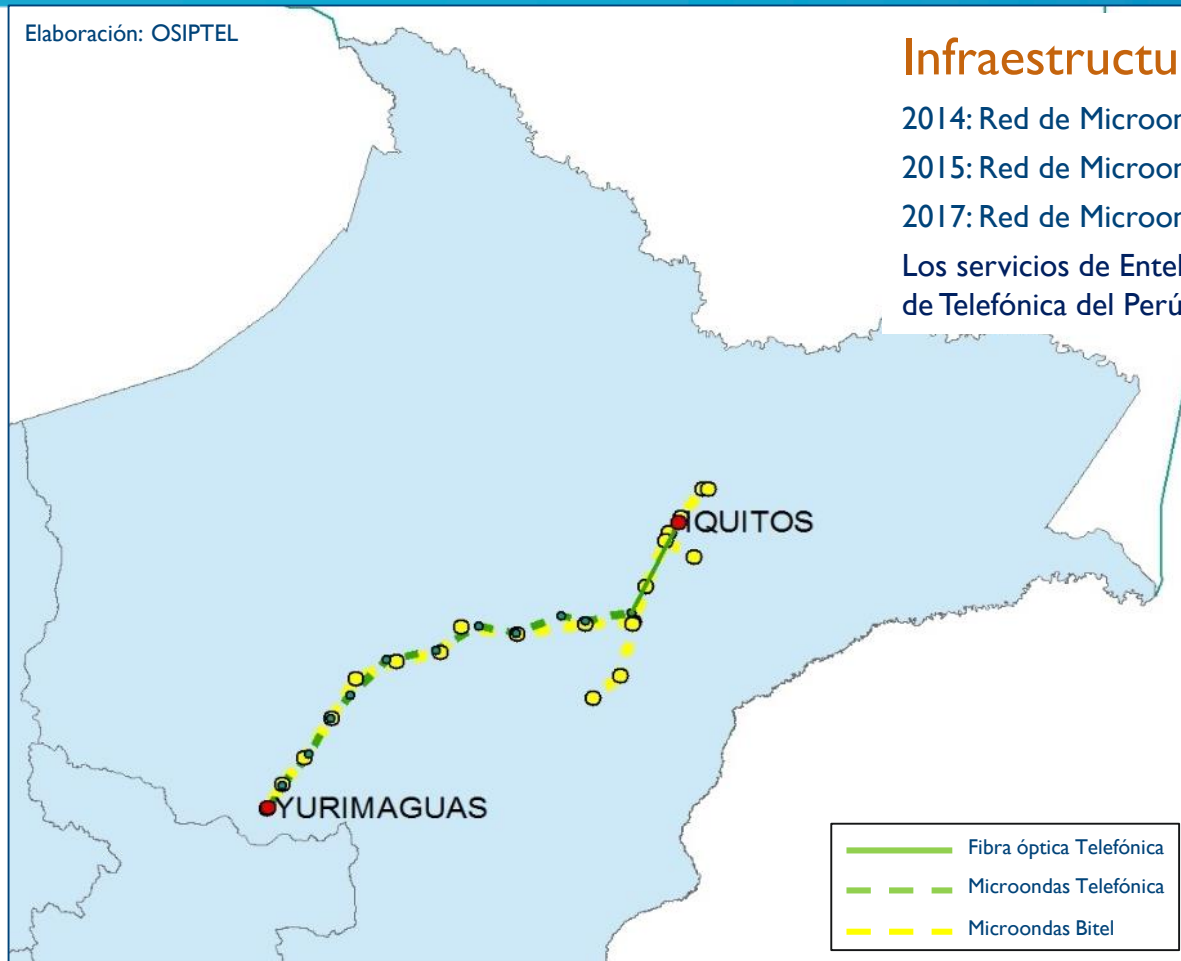 Elaboración: OSIPTEL
Infraestructu
2014: Red de Microon
2015: Red de Microon
2017: Red de Microon
Los servicios de Entel
de Telefónica del Perú
IQUITOS
YURIMAGUAS
Fibra óptica Telefónica
Microondas Telefónica
Microondas Bitel